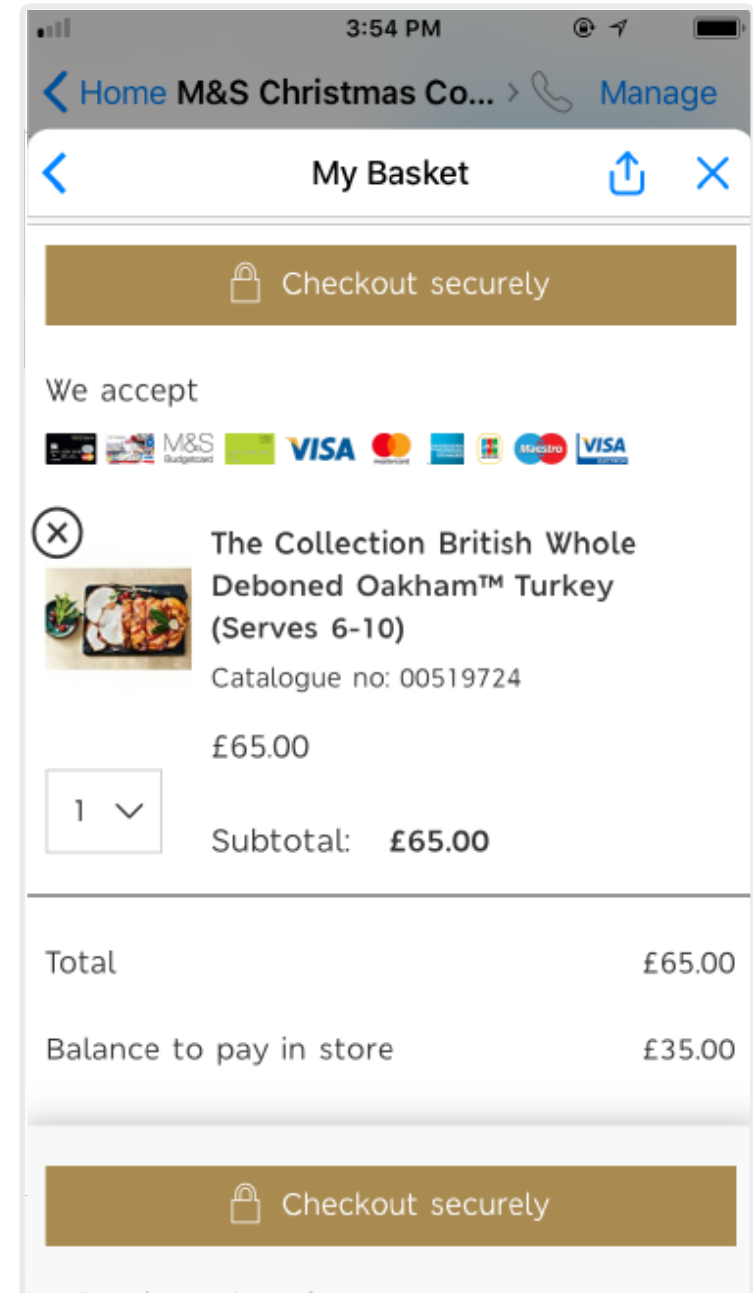 3:54 PM
Home M&S Christmas Co... > Manage
My Basket
Checkout securely
We accept
M&S VISA Maestro VISA
Budgetcard mastercard
The Collection British Whole
Deboned Oakham™ Turkey
(Serves 6-10)
Catalogue no: 00519724
£65.00
1
Subtotal: £65.00
Total £65.00
Balance to pay in store £35.00
Checkout securely